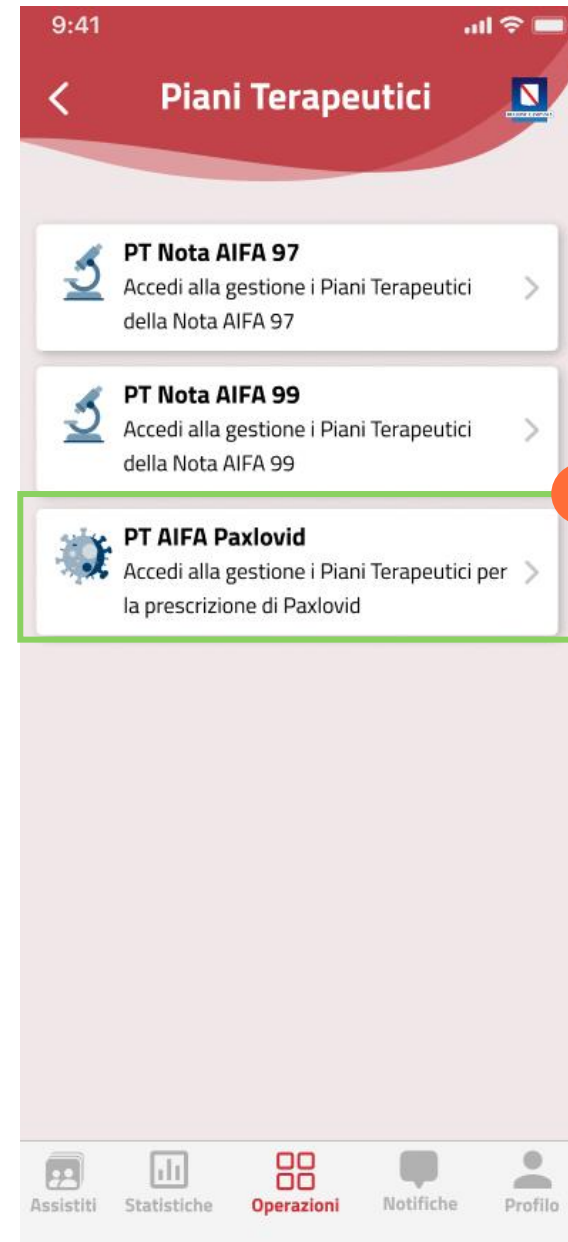 9:41
Piani Terapeutici
PT Nota AIFA 97
Accedi alla gestione i Piani Terapeutici
della Nota AIFA 97
PT Nota AIFA 99
Accedi alla gestione i Piani Terapeutici
della Nota AIFA 99
PT AIFA Paxlovid
Accedi alla gestione i Piani Terapeutici per
la prescrizione di Paxlovid
Assistiti Statistiche Operazioni Notifiche Profilo